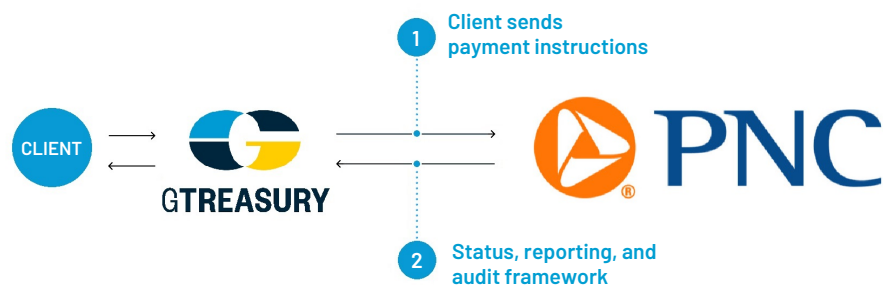 1
Client sends
payment instructions
CLIENT
GTREASURY
PNC
®
2
Status, reporting, and
audit framework